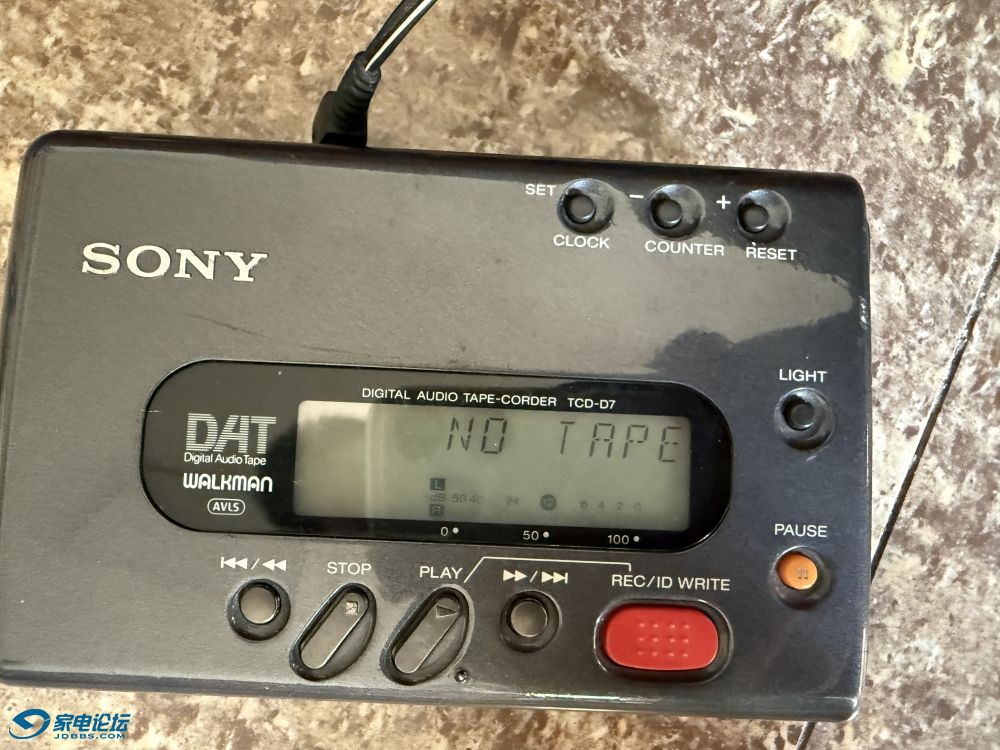 SET
−
+
CLOCK
COUNTER
RESET
SONY
LIGHT
DIGITAL AUDIO TAPE-CORDER TCD-D7
DAT
Digital Audio Tape
WALKMAN
AVLS
NO TAPE
L
-dB 50 40 24 12 6 4 2 0
R
0 50 100
PAUSE
STOP
PLAY
REC/ID WRITE
家电论坛
JDBBS.COM